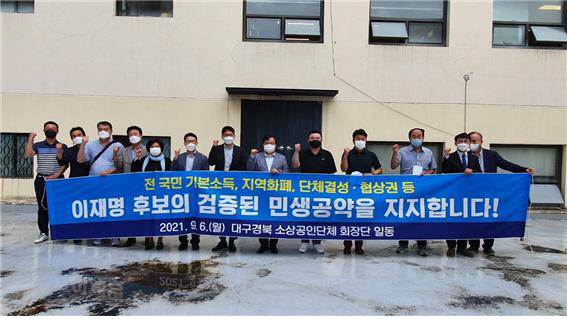 전 국민 기본소득, 지역화폐, 단체결성·협상권 등
이재명 후보의 검증된 민생공약을 지지합니다!
2021. 9. 6.(월) 대구경북 소상공인단체 회장단 일동